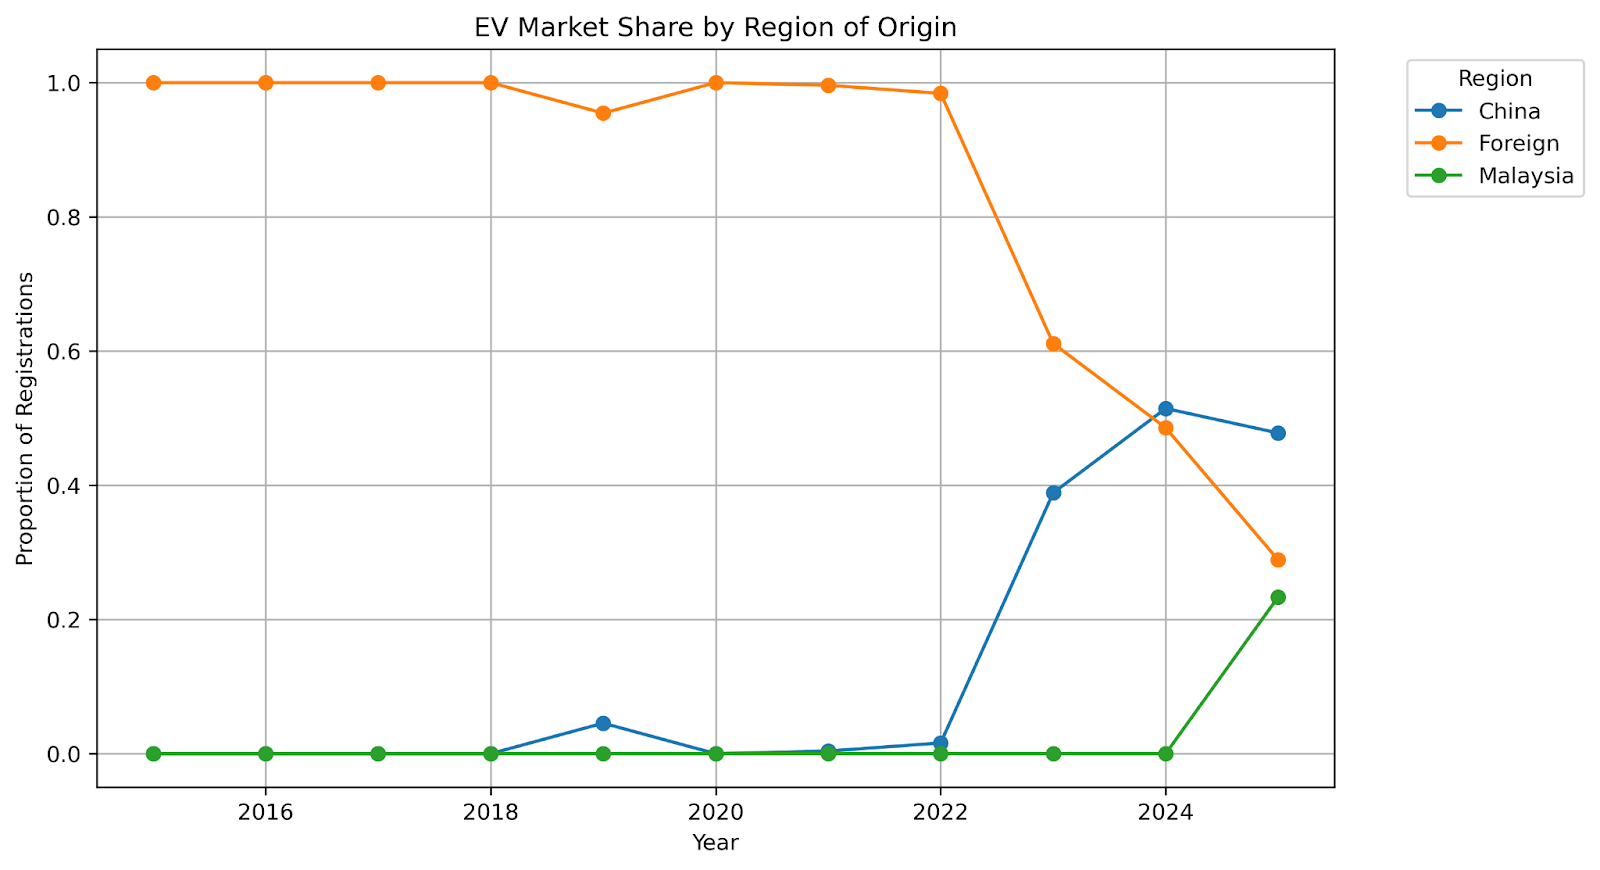 EV Market Share by Region of Origin
Region
China
Foreign
Malaysia
Proportion of Registrations
1.0
0.8
0.6
0.4
0.2
0.0
2016 2018 2020 2022 2024
Year